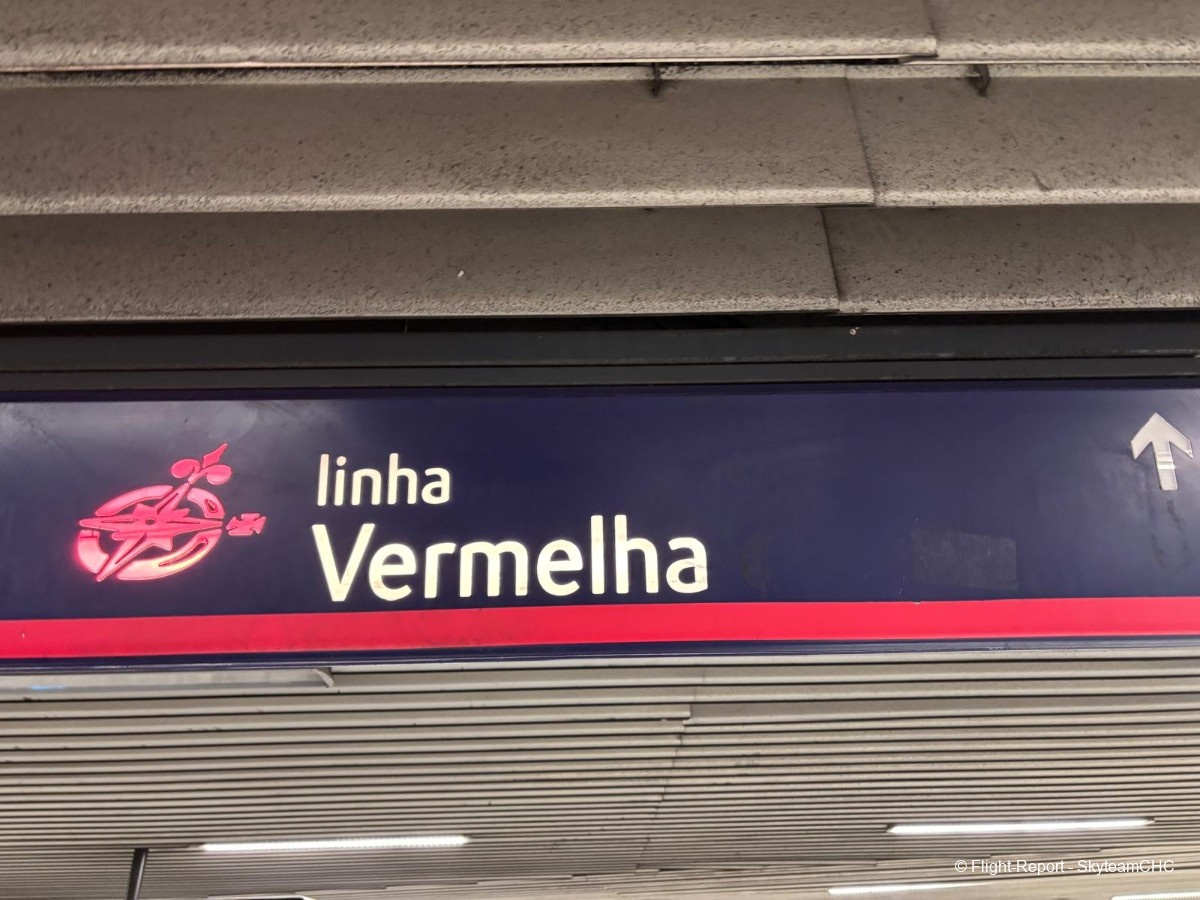 linha
Vermelha
© Flight-Report - SkyteamCHC